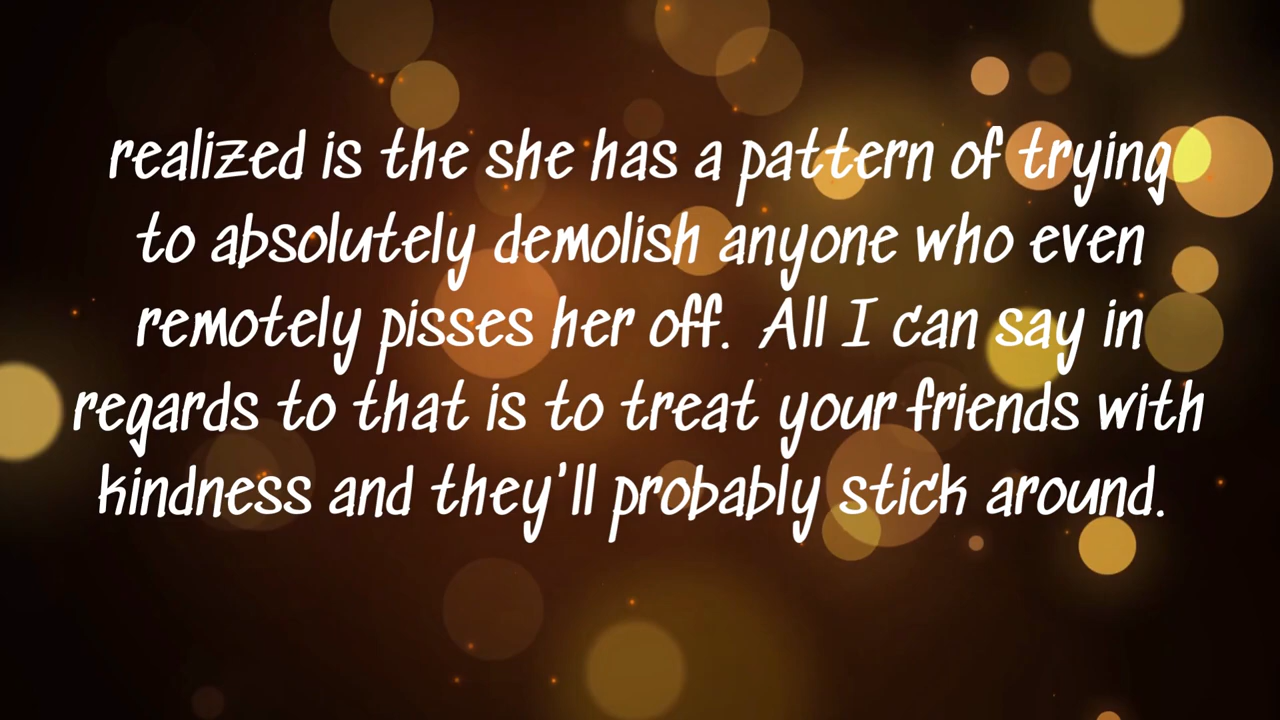 realized is the she has a pattern of trying
to absolutely demolish anyone who even
remotely pisses her off.  All I can say in
regards to that is to treat your friends with
kindness and they'll probably stick around.